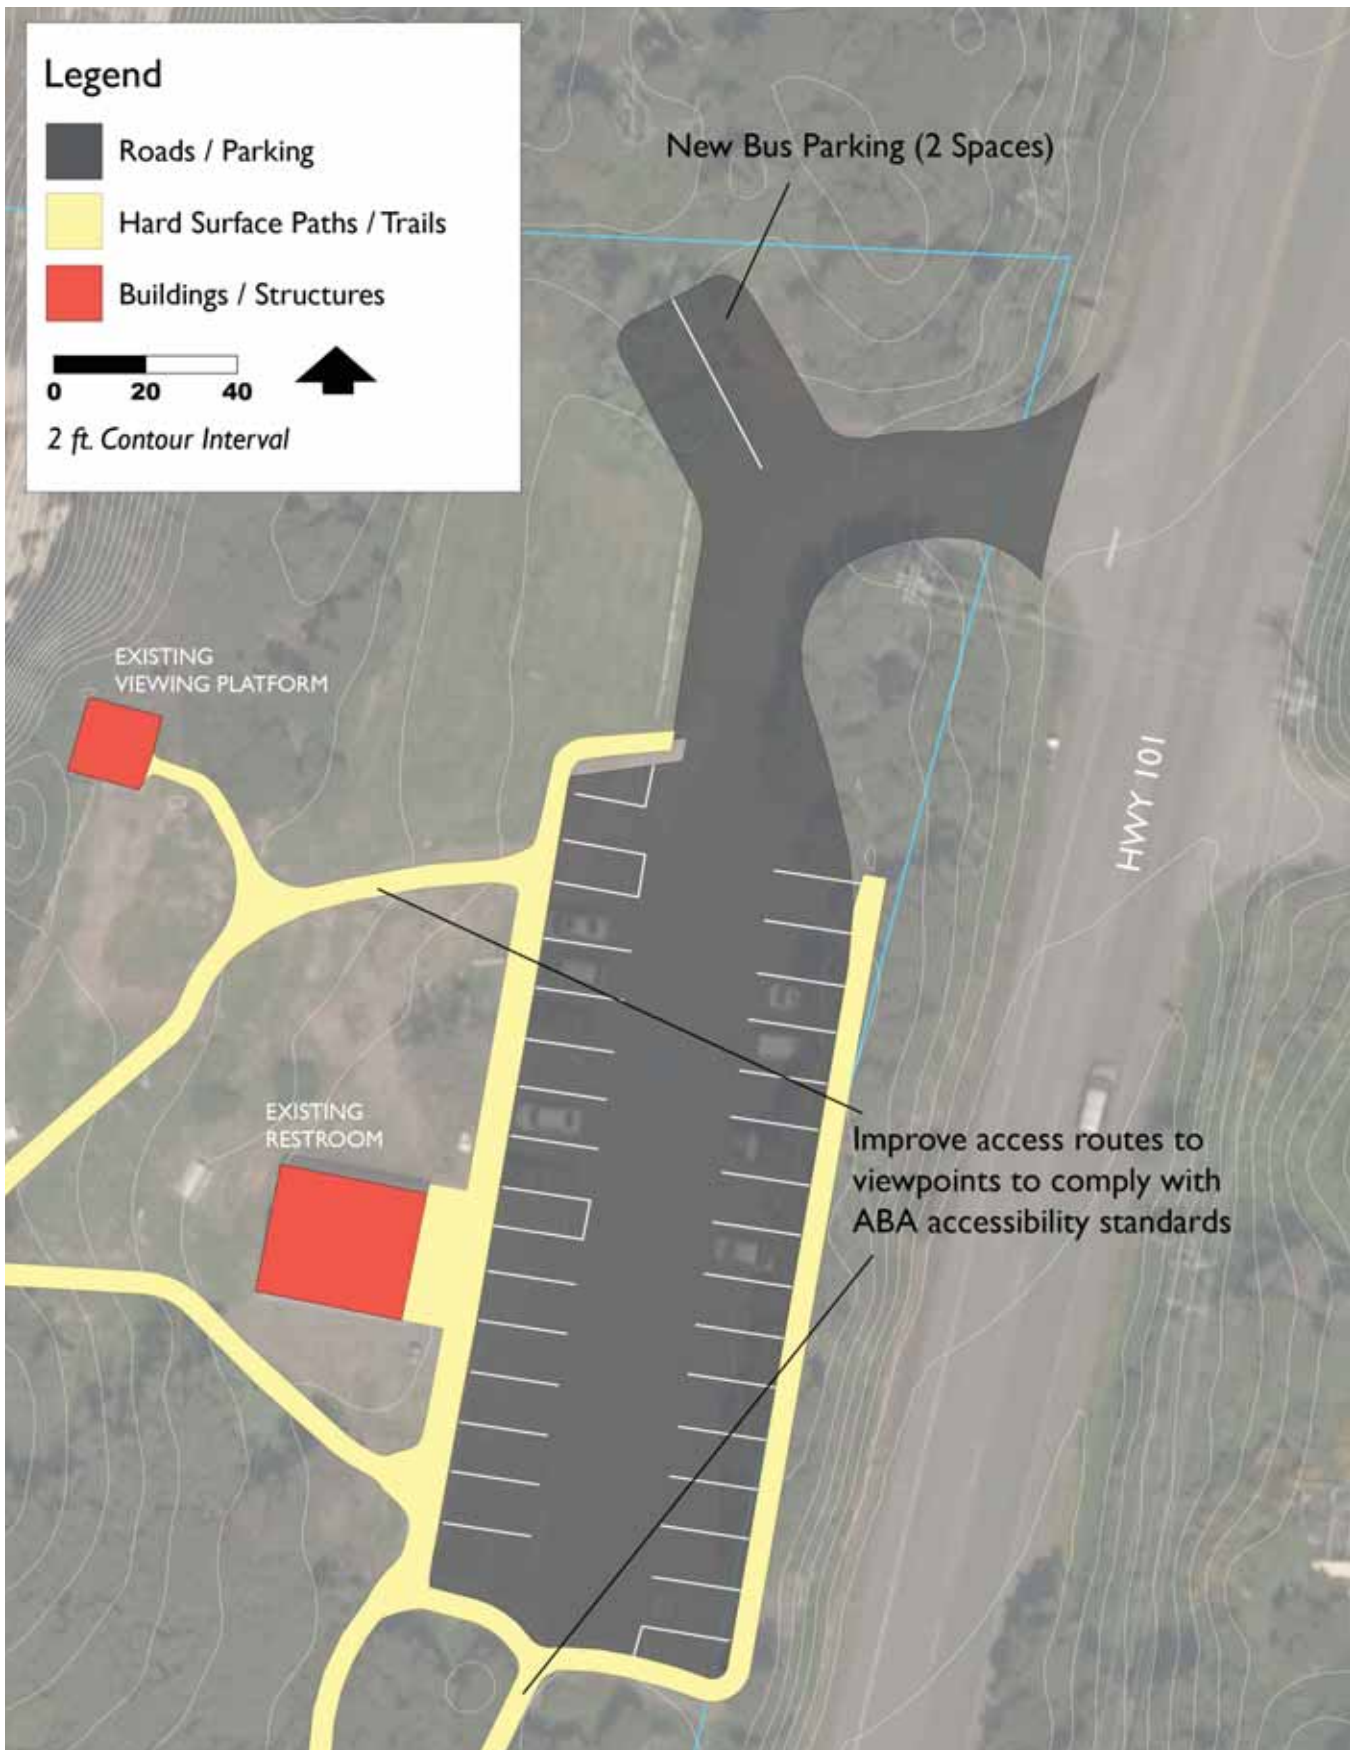 Legend
Roads / Parking
Hard Surface Paths / Trails
Buildings / Structures
0 20 40
2 ft. Contour Interval
New Bus Parking (2 Spaces)
EXISTING
VIEWING PLATFORM
HWY 101
EXISTING
RESTROOM
Improve access routes to
viewpoints to comply with
ABA accessibility standards